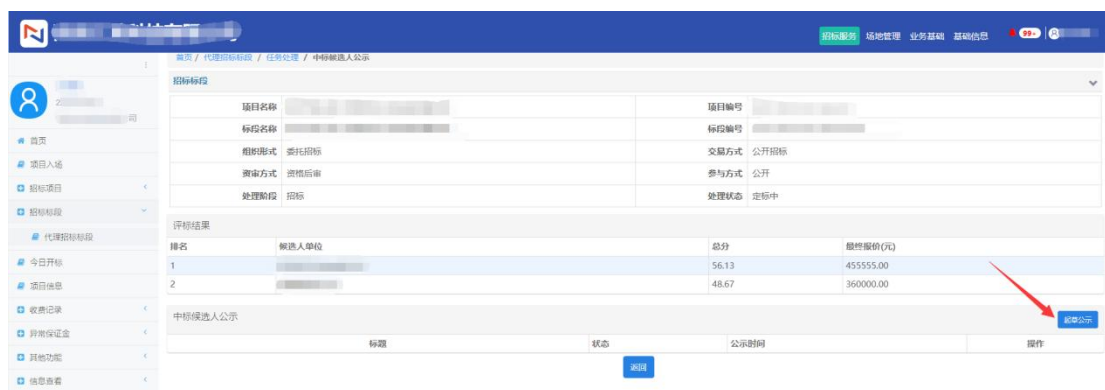 招标服务 场地管理 业务基础 基础信息 99+
首页 / 代理招标标段 / 任务处理 / 中标候选人公示
招标标段
项目名称 项目编号
标段名称 标段编号
组织形式 委托招标 交易方式 公开招标
资审方式 资格后审 参与方式 公开
处理阶段 招标 处理状态 定标中
评标结果
排名 候选人单位 总分 最终报价(元)
1 56.13 455555.00
2 48.67 360000.00
中标候选人公示 起草公示
标题 状态 公示时间 操作
返回
2
司
首页
项目入场
招标项目
招标标段
代理招标标段
今日开标
项目信息
收费记录
异常保证金
其他功能
信息查看